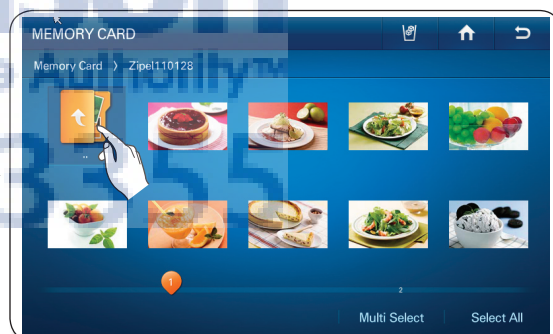 MEMORY CARD
Memory Card > Zipel110128
..
1
2
Multi Select
Select All